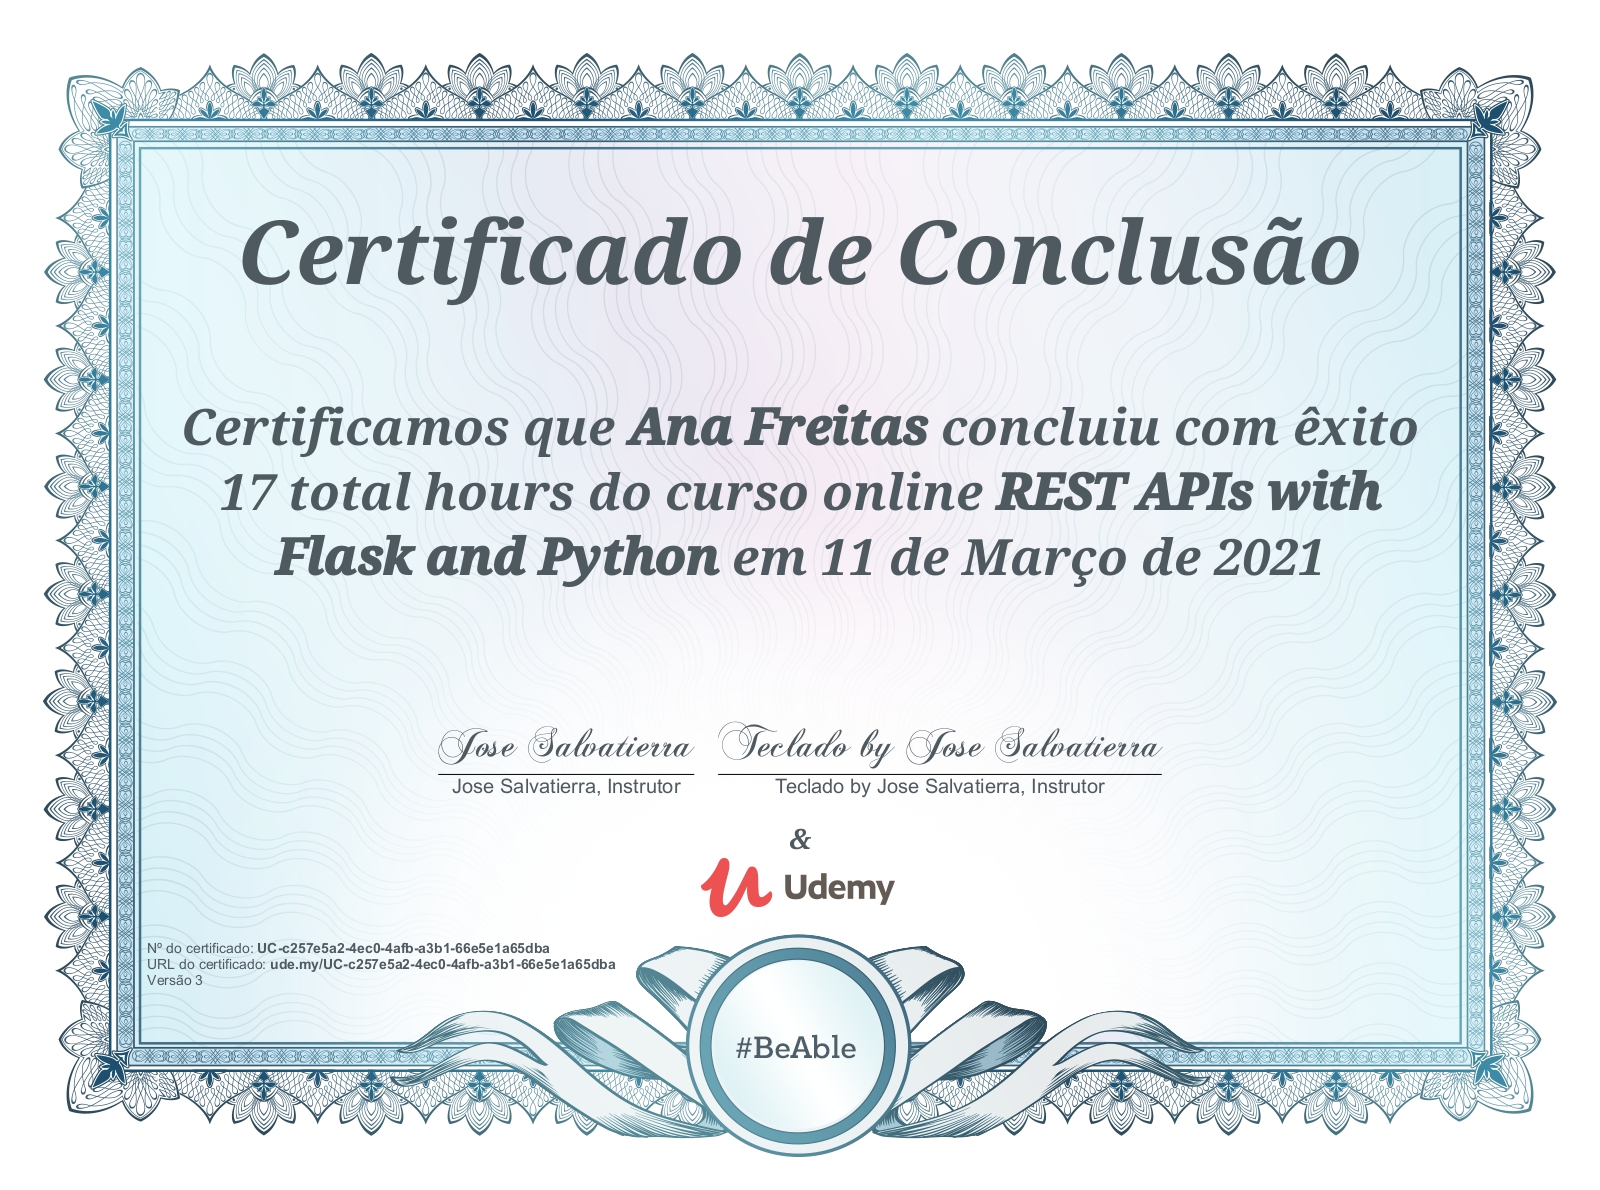 Certificado de Conclusão
Certificamos que Ana Freitas concluiu com êxito
17 total hours do curso online REST APIs with
Flask and Python em 11 de Março de 2021
Jose Salvatierra
Jose Salvatierra, Instrutor
Teclado by Jose Salvatierra
Teclado by Jose Salvatierra, Instrutor
&
Udemy
Nº do certificado: UC-c257e5a2-4ec0-4afb-a3b1-66e5e1a65dba
URL do certificado: ude.my/UC-c257e5a2-4ec0-4afb-a3b1-66e5e1a65dba
Versão 3
#BeAble